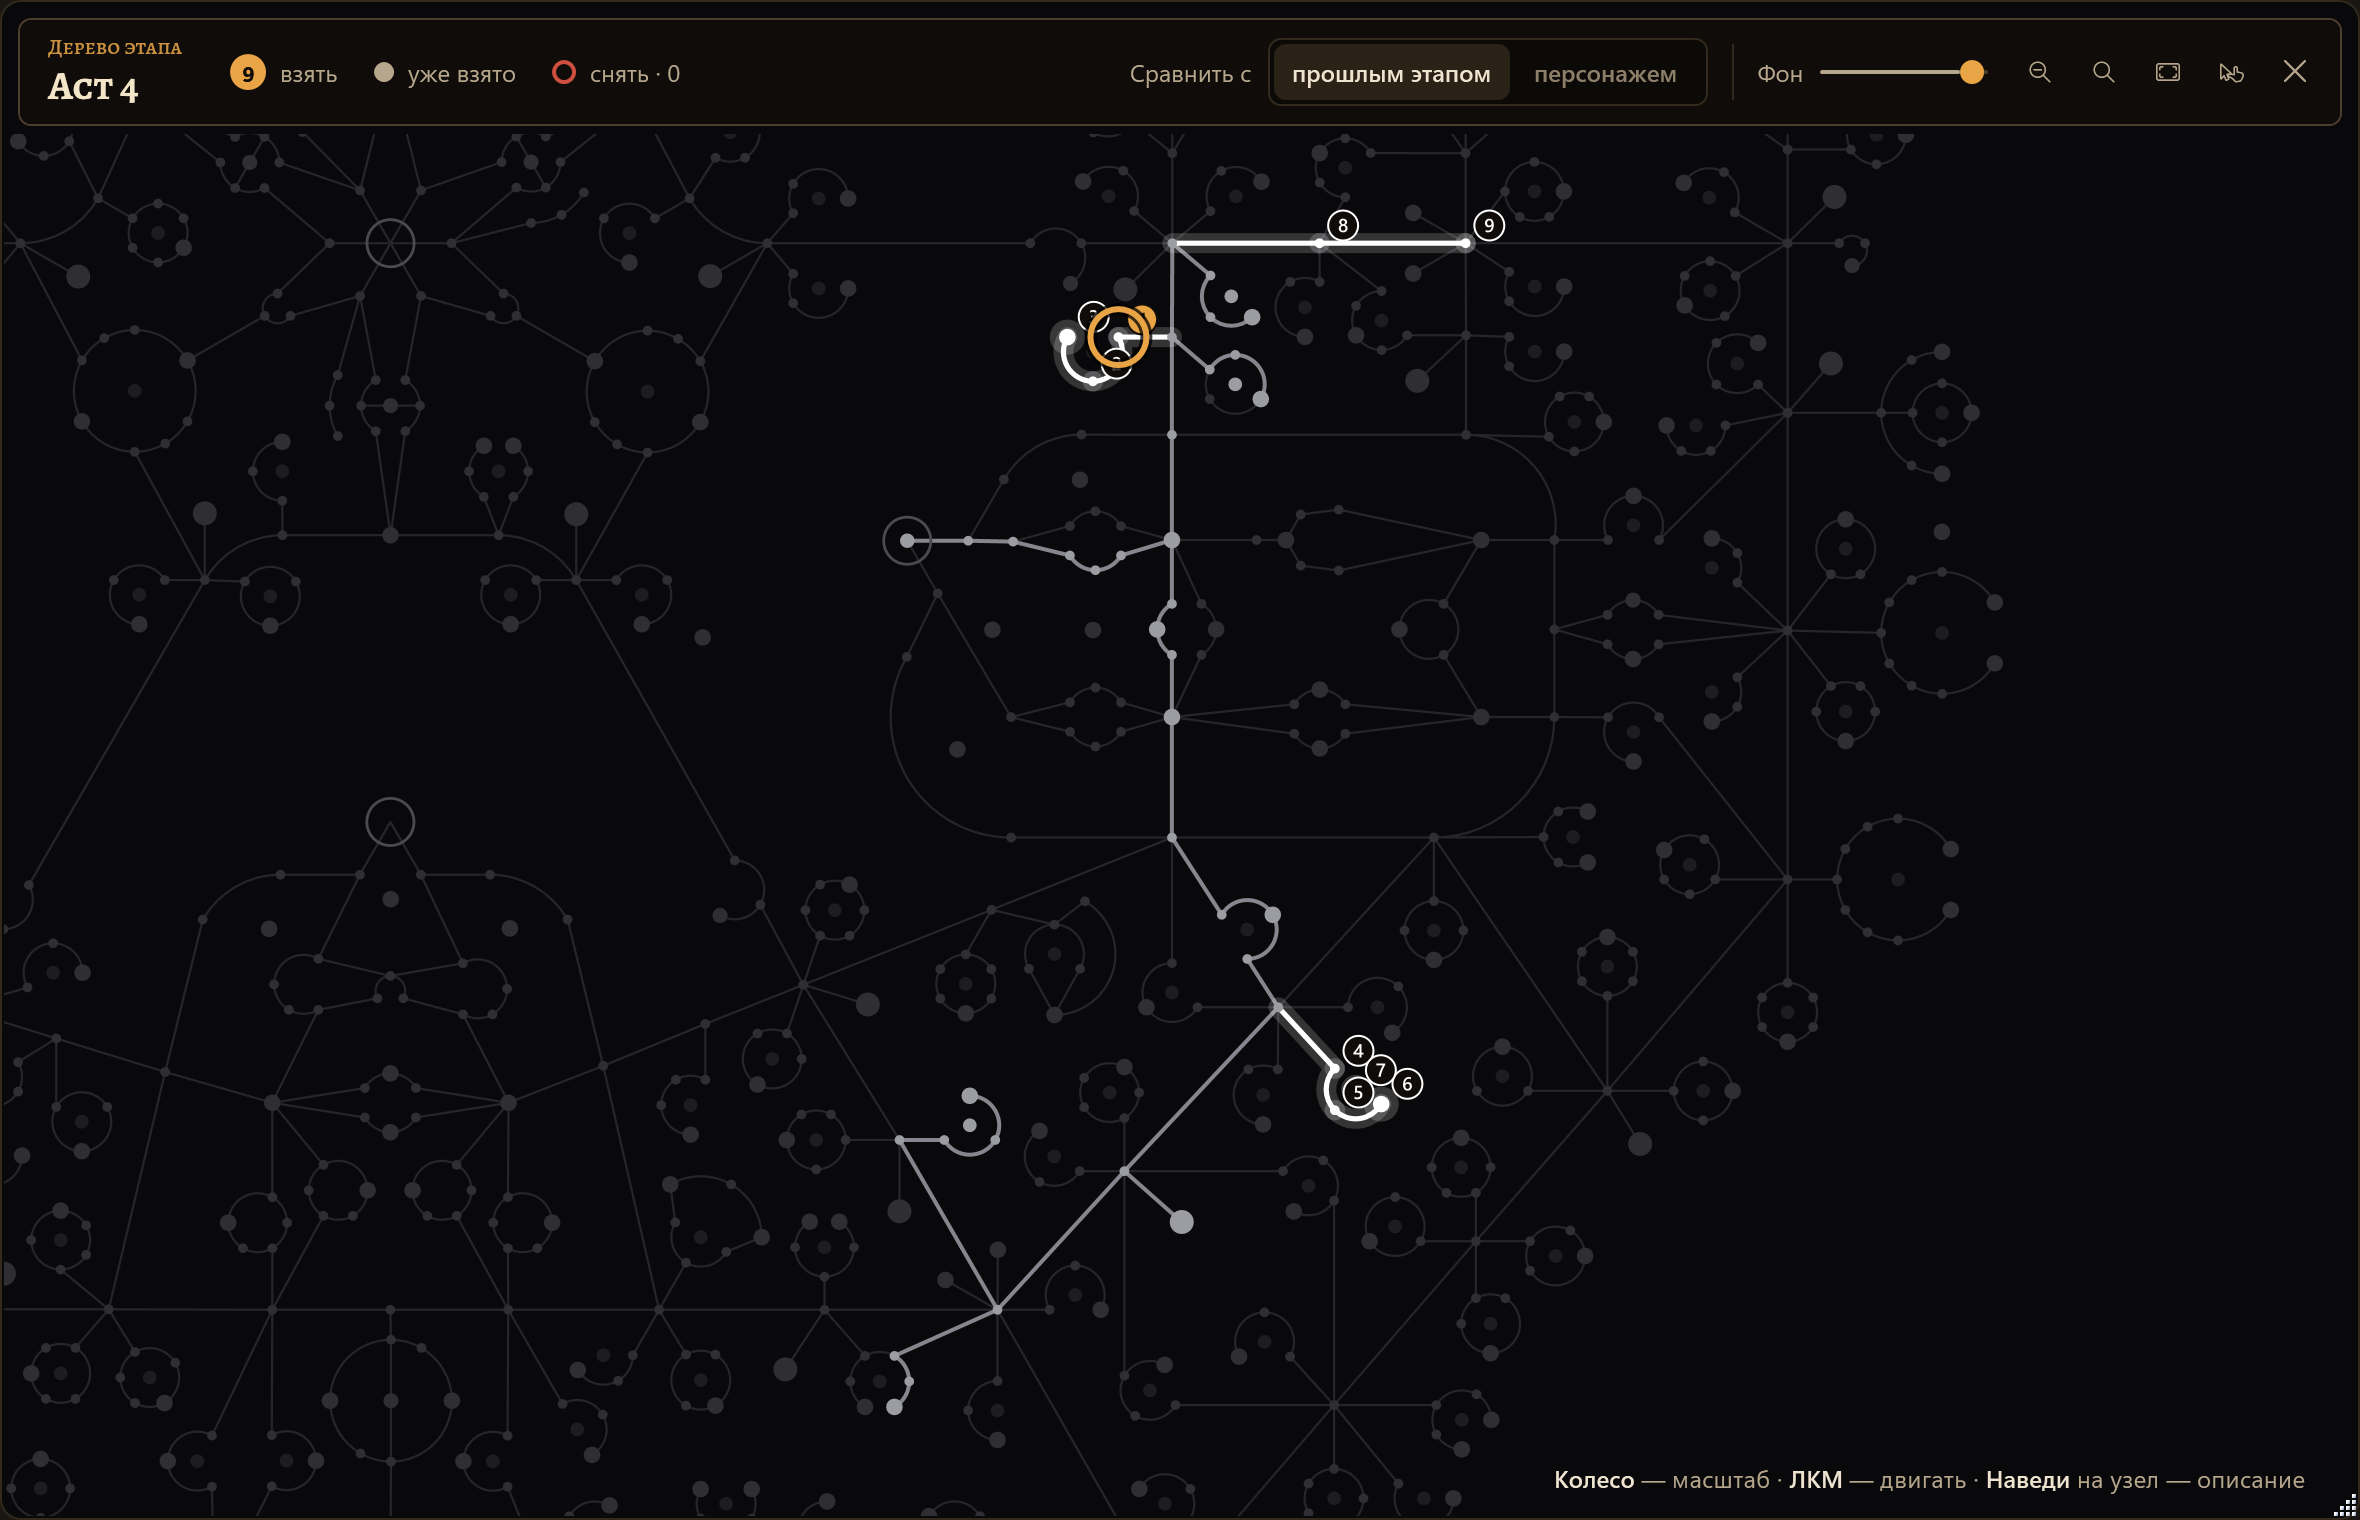 Дерево этапа
Акт 4
9 взять
уже взято
снять · 0
Сравнить с
прошлым этапом
персонажем
Фон
8
9
4
7
6
5
Колесо — масштаб · ЛКМ — двигать · Наведи на узел — описание